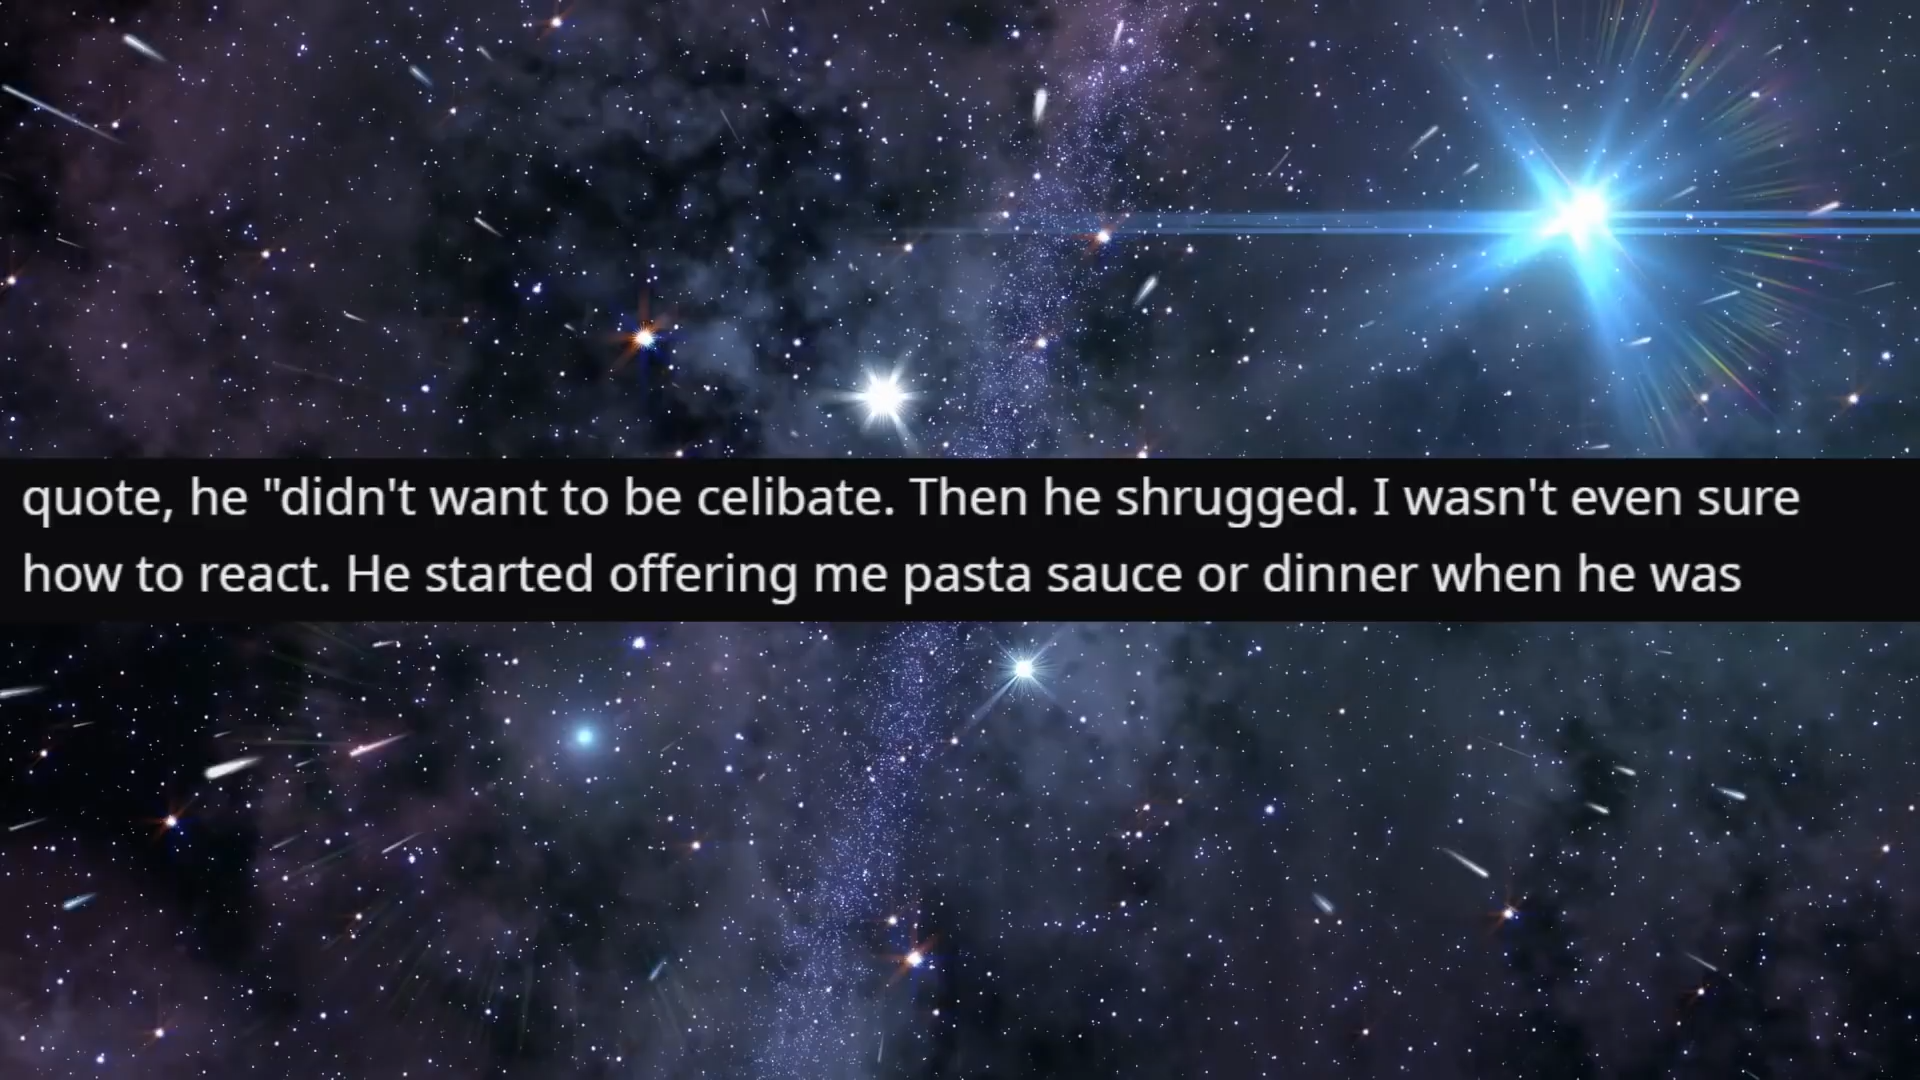 quote, he "didn't want to be celibate. Then he shrugged. I wasn't even sure
how to react. He started offering me pasta sauce or dinner when he was